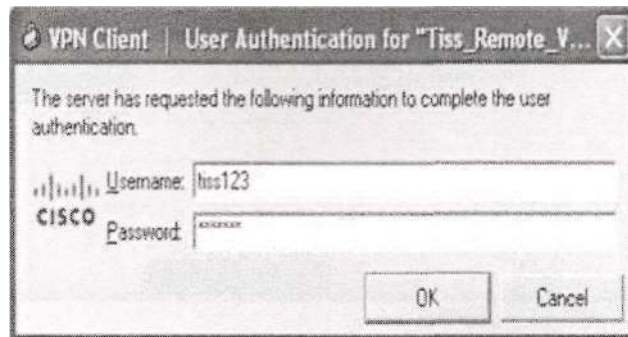 VPN Client | User Authentication for "Tiss_Remote_V... X
The server has requested the following information to complete the user
authentication.
Username: tiss123
CISCO
Password: *******
OK Cancel